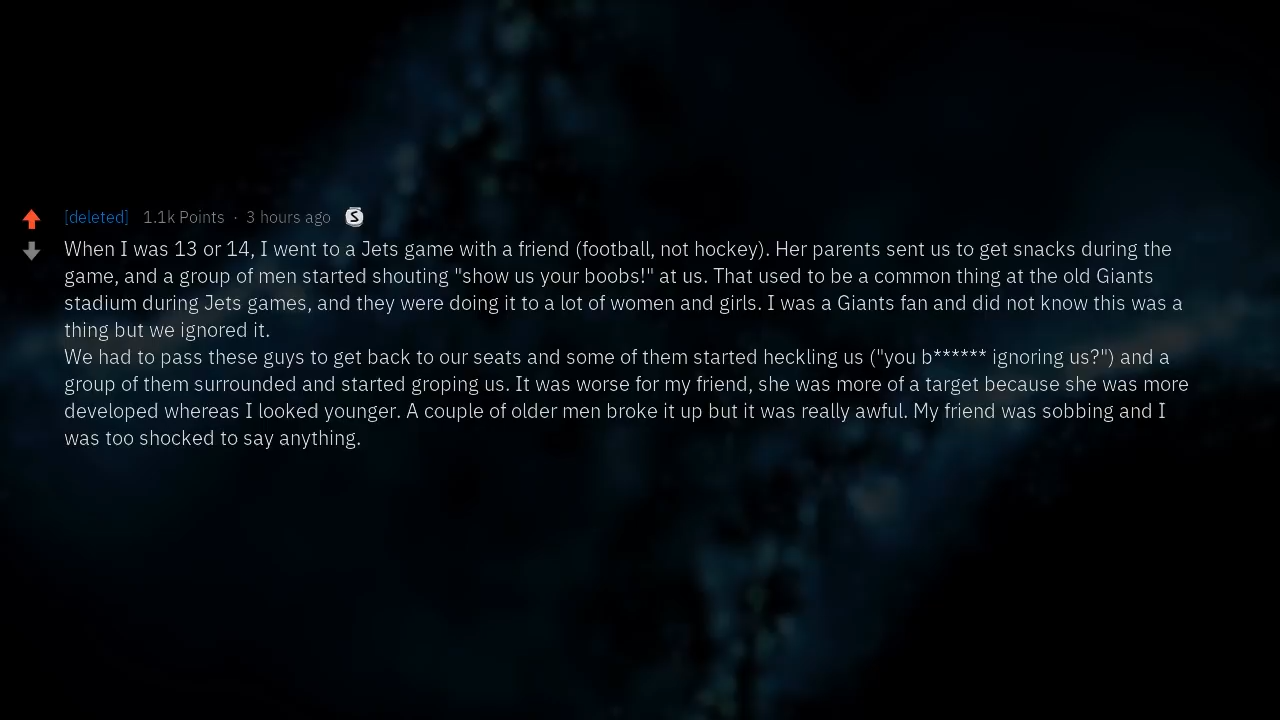 [deleted] 1.1k Points · 3 hours ago S
When I was 13 or 14, I went to a Jets game with a friend (football, not hockey). Her parents sent us to get snacks during the
game, and a group of men started shouting "show us your boobs!" at us. That used to be a common thing at the old Giants
stadium during Jets games, and they were doing it to a lot of women and girls. I was a Giants fan and did not know this was a
thing but we ignored it.
We had to pass these guys to get back to our seats and some of them started heckling us ("you b****** ignoring us?") and a
group of them surrounded and started groping us. It was worse for my friend, she was more of a target because she was more
developed whereas I looked younger. A couple of older men broke it up but it was really awful. My friend was sobbing and I
was too shocked to say anything.